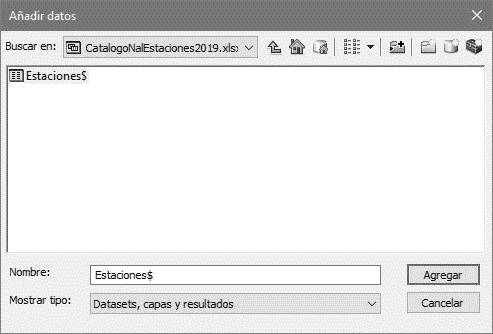 Añadir datos
Buscar en: CatalogoNalEstaciones2019.xlsx
Estaciones$
Nombre: Estaciones$ Agregar
Mostrar tipo: Datasets, capas y resultados Cancelar